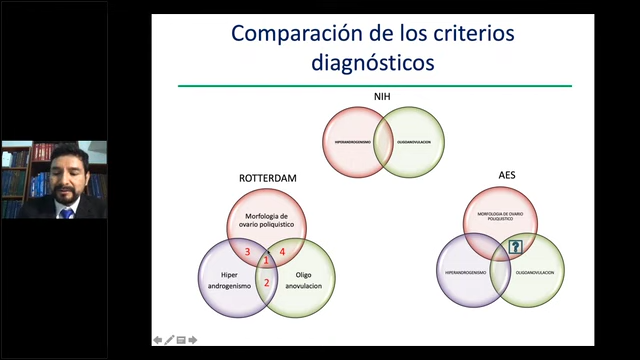 Comparación de los criterios
diagnósticos
NIH
HIPERANDROGENISMO
OLIGOANOVULACION
ROTTERDAM
Morfologia de
ovario poliquistico
3
4
1
2
Hiper
androgenismo
Oligo
anovulacion
AES
MORFOLOGIA DE OVARIO
POLIQUISTICO
?
HIPERANDROGENISMO
OLIGOANOVULACION